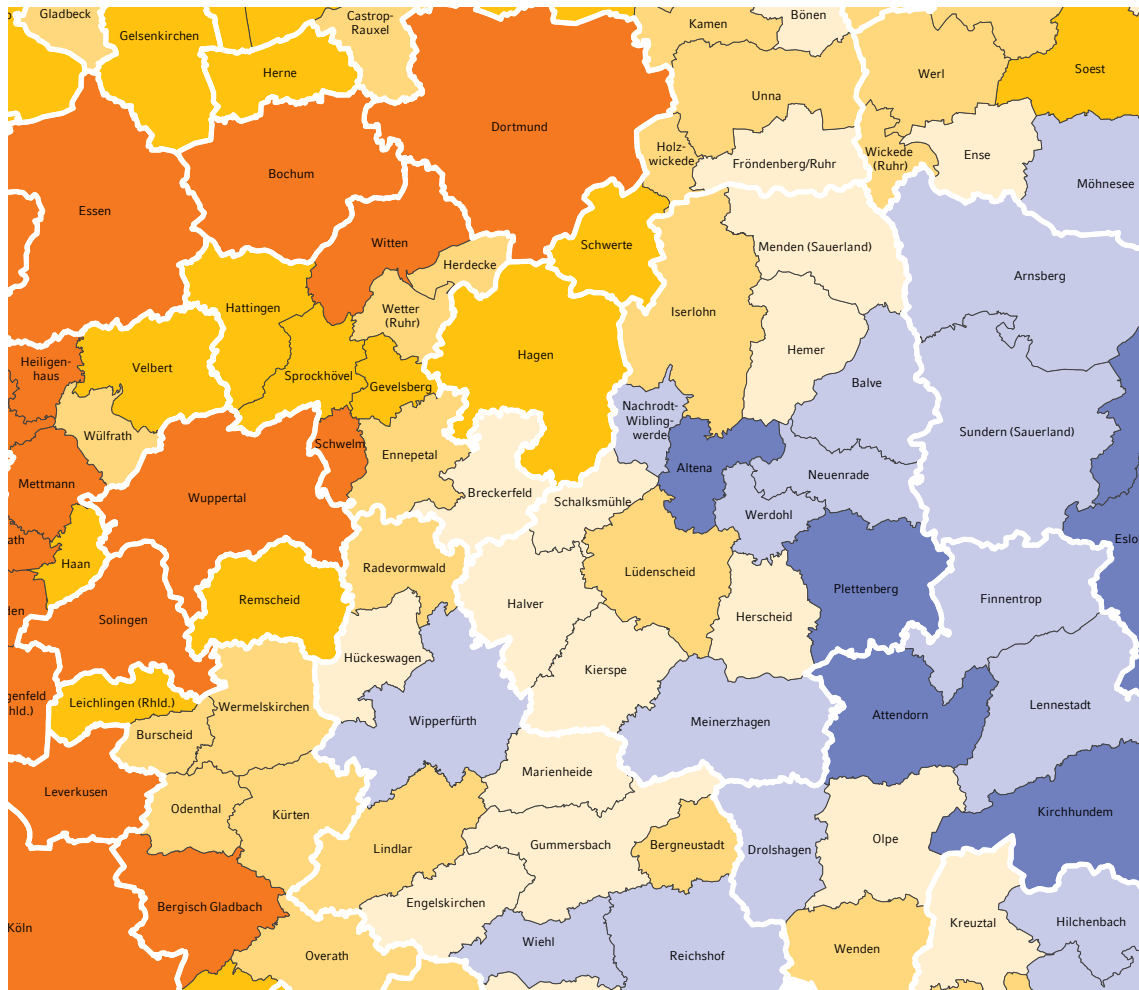 Gladbeck
Gelsenkirchen
Castrop-
Rauxel
Kamen
Bönen
Herne
Werl
Soest
Unna
Dortmund
Holz-
wickede
Fröndenberg/Ruhr
Wickede
(Ruhr)
Ense
Bochum
Möhnesee
Essen
Witten
Schwerte
Menden (Sauerland)
Herdecke
Arnsberg
Hattingen
Wetter
(Ruhr)
Iserlohn
Heiligen-
haus
Velbert
Sprockhövel
Gevelsberg
Hagen
Hemer
Balve
Nachrodt-
Wibling-
werde
Wülfrath
Schwelm
Ennepetal
Sundern (Sauerland)
Altena
Neuenrade
Mettmann
Wuppertal
Breckerfeld
Schalksmühle
Werdohl
ath
Eslo
Haan
Radevormwald
Lüdenscheid
Plettenberg
Finnentrop
Remscheid
Halver
Herscheid
den
Solingen
Hückeswagen
Kierspe
genfeld
hld.)
Leichlingen (Rhld.)
Wermelskirchen
Wipperfürth
Meinerzhagen
Attendorn
Lennestadt
Burscheid
Marienheide
Leverkusen
Odenthal
Kürten
Kirchhundem
Lindlar
Gummersbach
Bergneustadt
Drolshagen
Olpe
Bergisch Gladbach
Engelskirchen
Köln
Kreuztal
Hilchenbach
Wiehl
Overath
Reichshof
Wenden